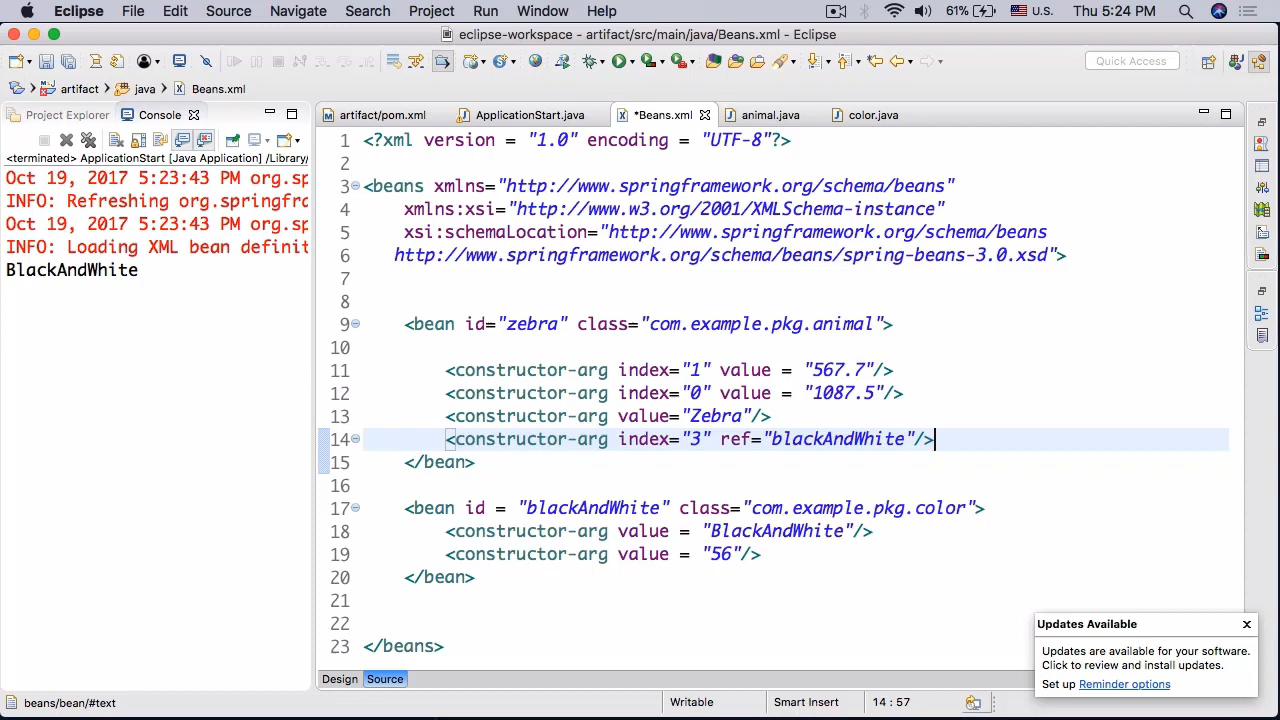 Eclipse File Edit Source Navigate Search Project Run Window Help 61% U.S. Thu 5:24 PM
eclipse-workspace - artifact/src/main/java/Beans.xml - Eclipse
Quick Access
artifact java Beans.xml
Project Explorer Console artifact/pom.xml ApplicationStart.java *Beans.xml animal.java color.java
<terminated> ApplicationStart [Java Application] /Library/
Oct 19, 2017 5:23:43 PM org.sp
INFO: Refreshing org.springfra
Oct 19, 2017 5:23:43 PM org.sp
INFO: Loading XML bean definit
BlackAndWhite
1 <?xml version = "1.0" encoding = "UTF-8"?>
2
3 <beans xmlns="http://www.springframework.org/schema/beans"
4 xmlns:xsi="http://www.w3.org/2001/XMLSchema-instance"
5 xsi:schemaLocation="http://www.springframework.org/schema/beans
6 http://www.springframework.org/schema/beans/spring-beans-3.0.xsd">
7
8
9 <bean id="zebra" class="com.example.pkg.animal">
10
11 <constructor-arg index="1" value = "567.7"/>
12 <constructor-arg index="0" value = "1087.5"/>
13 <constructor-arg value="Zebra"/>
14 <constructor-arg index="3" ref="blackAndWhite"/>
15 </bean>
16
17 <bean id = "blackAndWhite" class="com.example.pkg.color">
18 <constructor-arg value = "BlackAndWhite"/>
19 <constructor-arg value = "56"/>
20 </bean>
21
22
23 </beans>
Updates Available
Updates are available for your software.
Click to review and install updates.
Set up Reminder options
Design Source
beans/bean/#text Writable Smart Insert 14 : 57